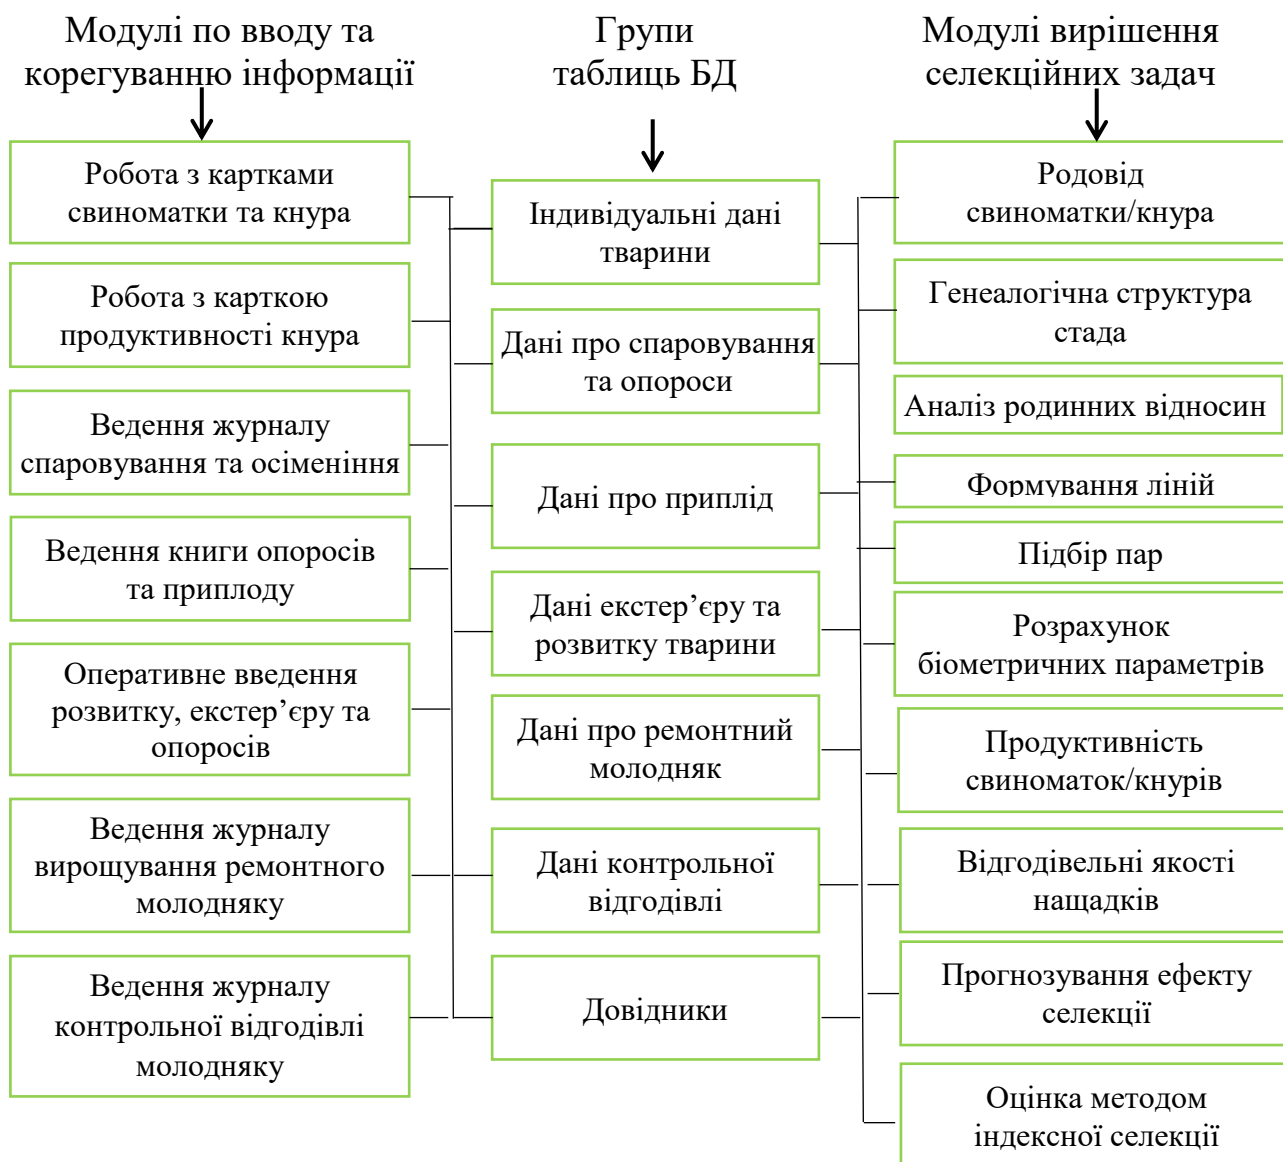 Модулі по вводу та
корегуванню інформації
Групи
таблиць БД
Модулі вирішення
селекційних задач
Робота з картками
свиноматки та кнура
Робота з карткою
продуктивності кнура
Ведення журналу
спаровування та осіменіння
Ведення книги опоросів
та приплоду
Оперативне введення
розвитку, екстер’єру та
опоросів
Ведення журналу
вирощування ремонтного
молодняку
Ведення журналу
контрольної відгодівлі
молодняку
Індивідуальні дані
тварини
Дані про спаровування
та опороси
Дані про приплід
Дані екстер’єру та
розвитку тварини
Дані про ремонтний
молодняк
Дані контрольної
відгодівлі
Довідники
Родовід
свиноматки/кнура
Генеалогічна структура
стада
Аналіз родинних відносин
Формування ліній
Підбір пар
Розрахунок
біометричних параметрів
Продуктивність
свиноматок/кнурів
Відгодівельні якості
нащадків
Прогнозування ефекту
селекції
Оцінка методом
індексної селекції